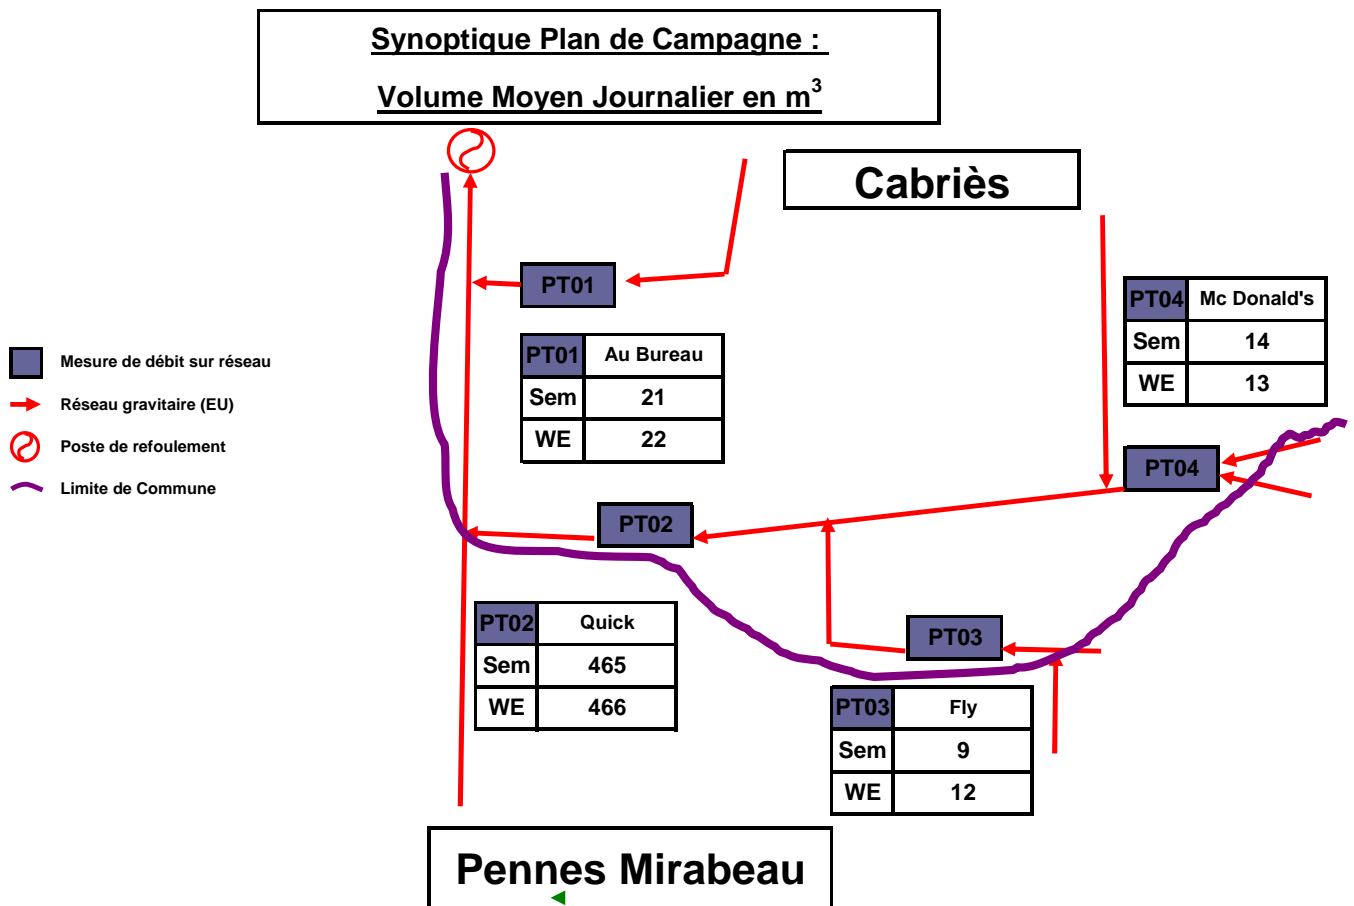 Synoptique Plan de Campagne :
Volume Moyen Journalier en m³
Cabriès
PT01
PT04 Mc Donald's
Sem 14
WE 13
PT01 Au Bureau
Sem 21
WE 22
Mesure de débit sur réseau
Réseau gravitaire (EU)
Poste de refoulement
Limite de Commune
PT04
PT02
PT02 Quick
Sem 465
WE 466
PT03
PT03 Fly
Sem 9
WE 12
Pennes Mirabeau